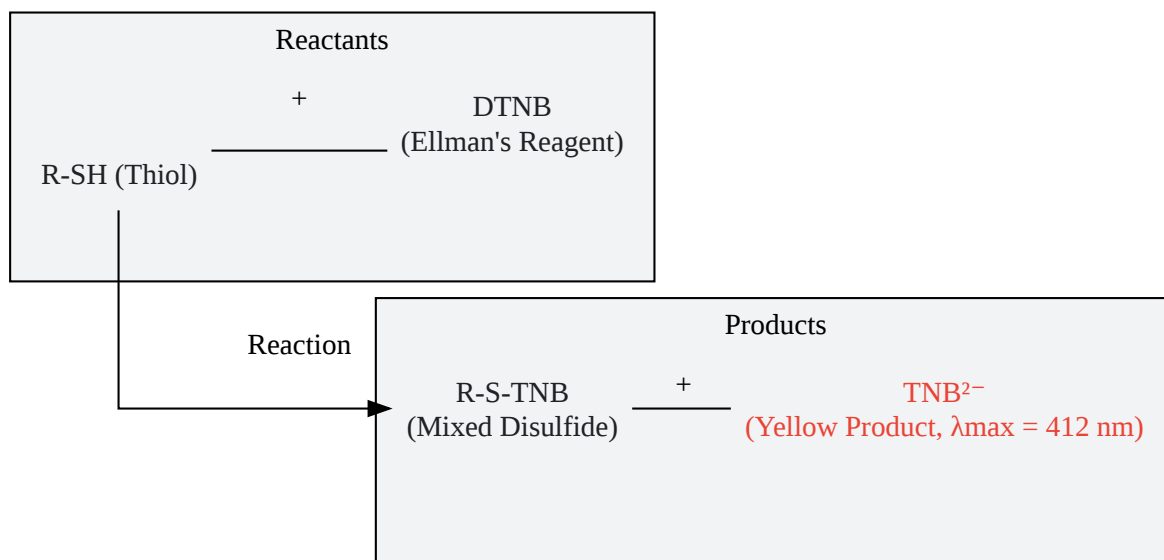 Reactants
+
DTNB
(Ellman's Reagent)
R-SH (Thiol)
Reaction
Products
R-S-TNB
(Mixed Disulfide)
+
TNB²⁻
(Yellow Product, λmax = 412 nm)